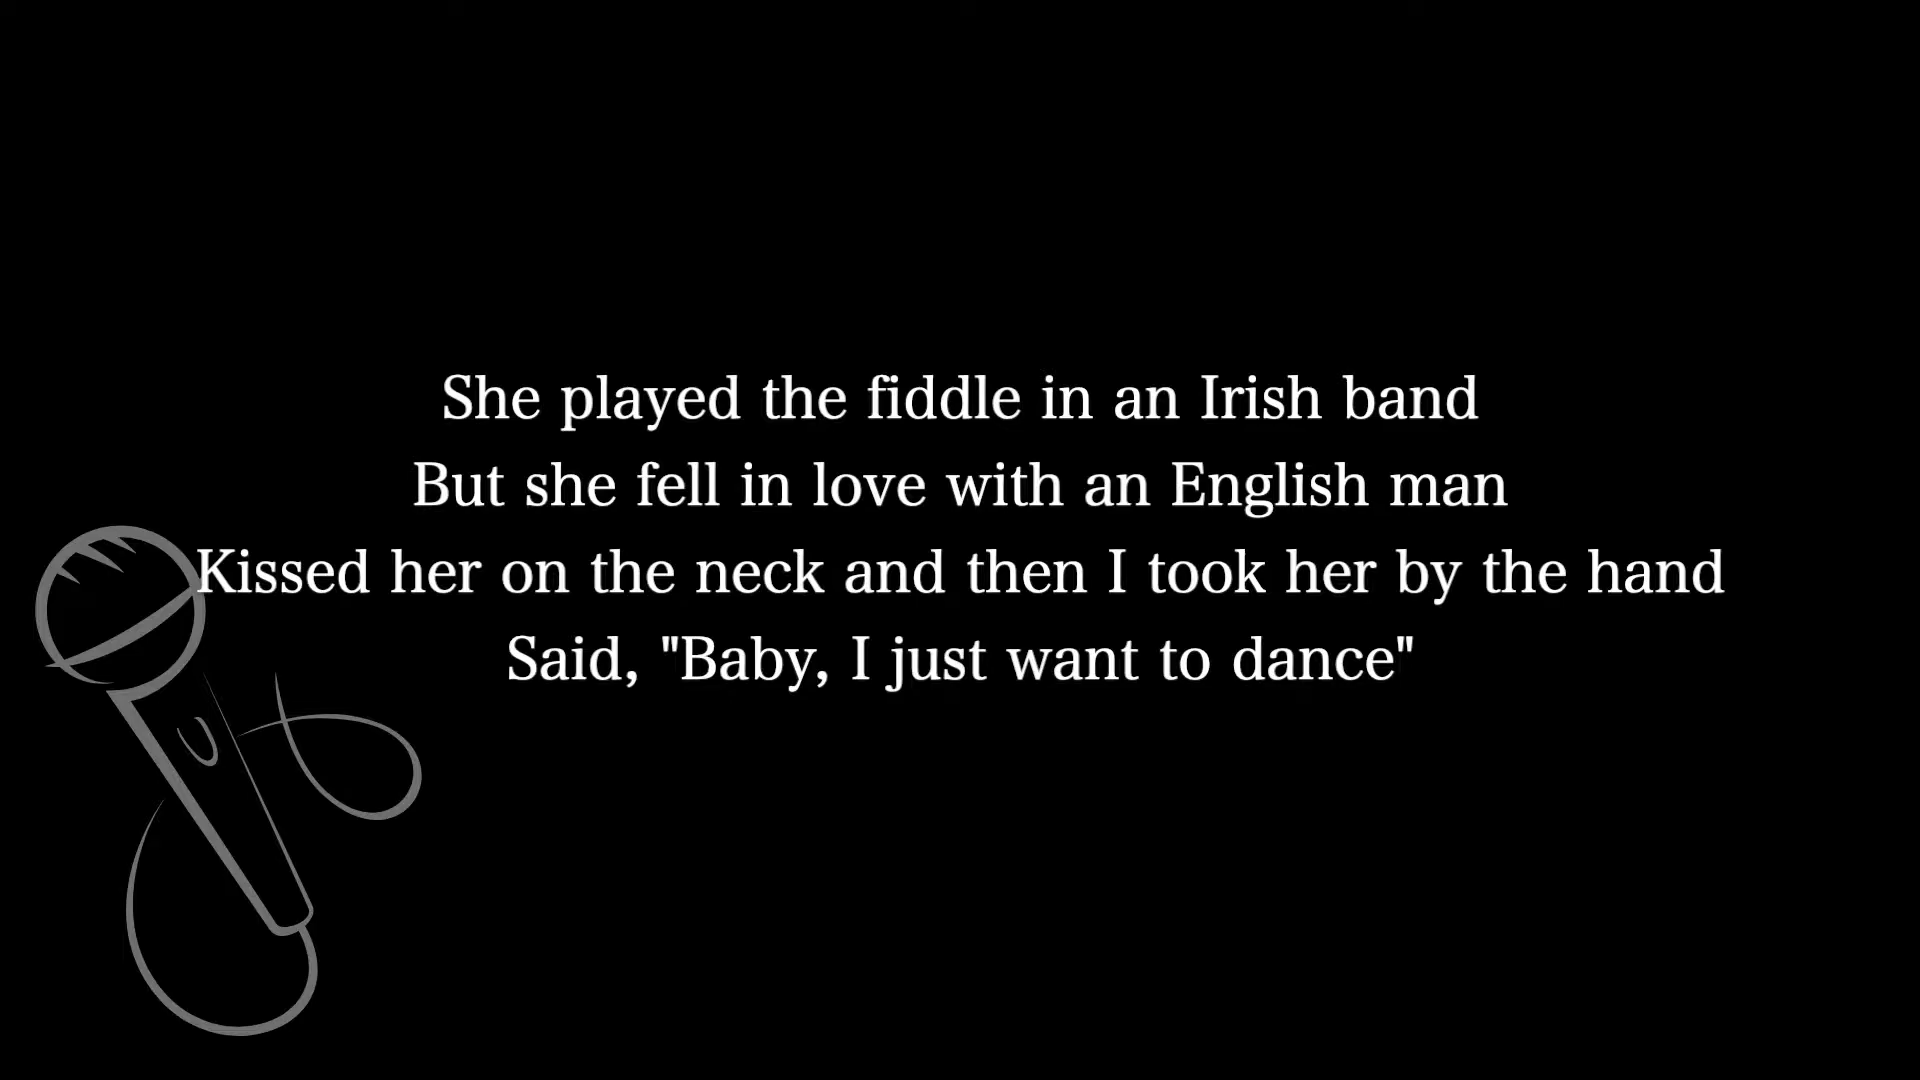 She played the fiddle in an Irish band
But she fell in love with an English man
Kissed her on the neck and then I took her by the hand
Said, "Baby, I just want to dance"